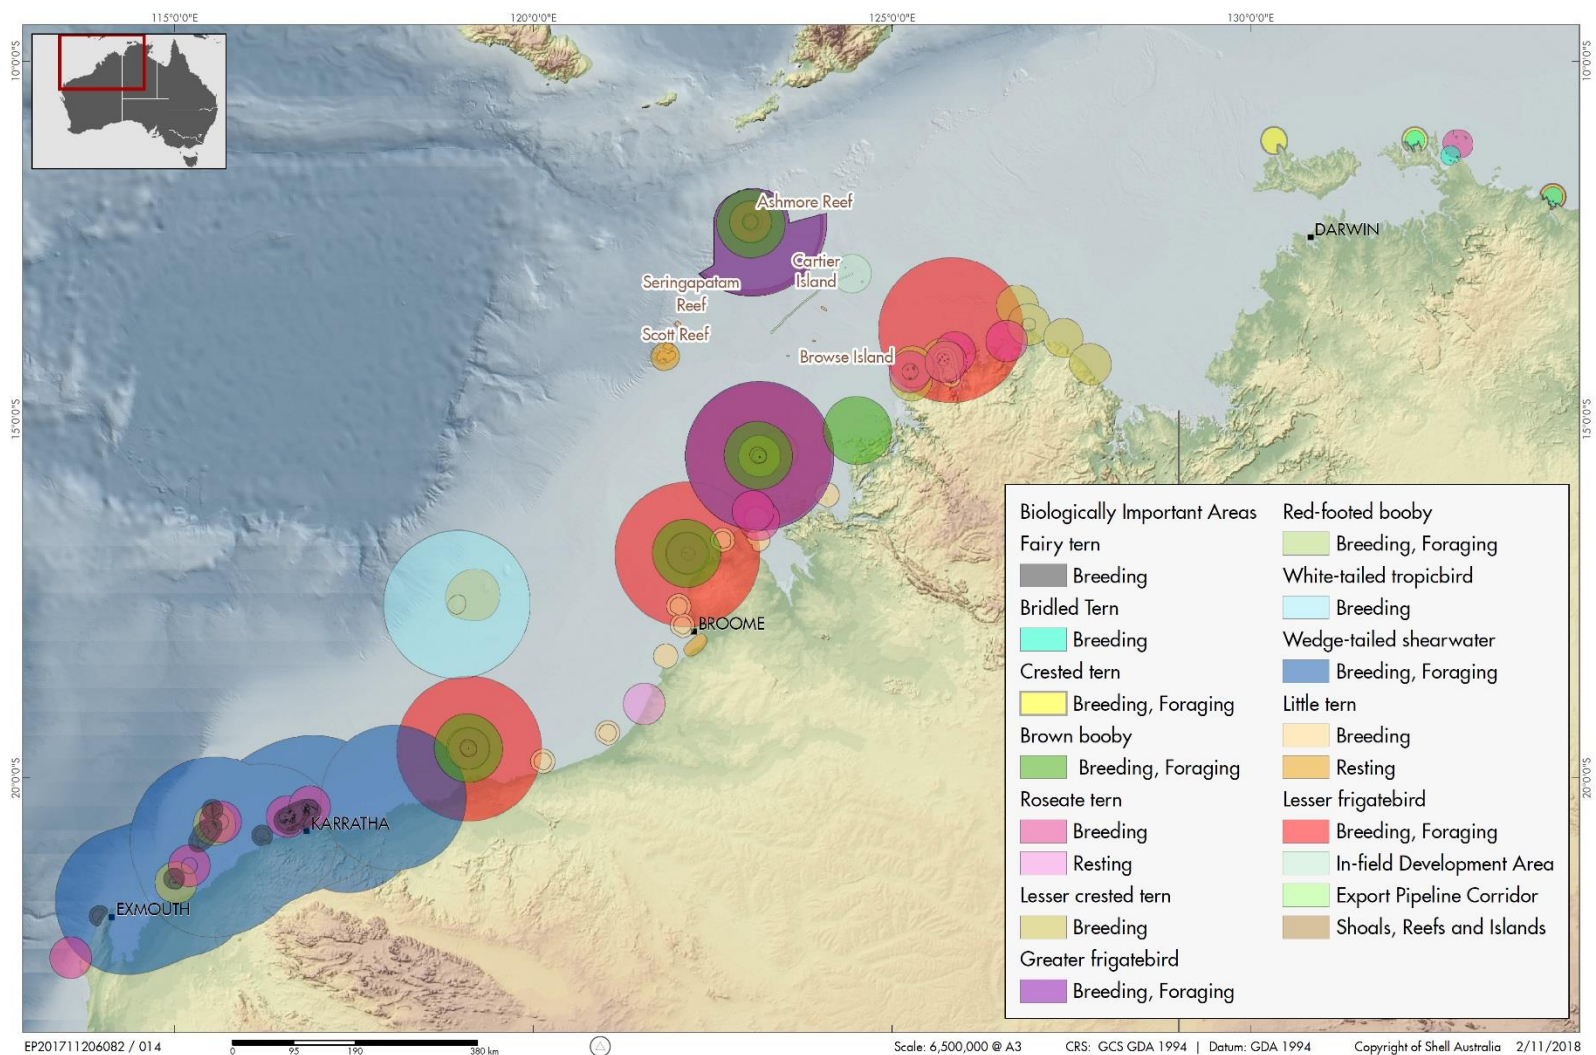 115°0'0"E
120°0'0"E
125°0'0"E
130°0'0"E
10°0'0"S
10°0'0"S
Ashmore Reef
DARWIN
Cartier
Island
Seringapatam
Reef
Scott Reef
Browse Island
15°0'0"S
15°0'0"S
BROOME
KARRATHA
EXMOUTH
20°0'0"S
20°0'0"S
Biologically Important Areas
Fairy tern
Breeding
Bridled Tern
Breeding
Crested tern
Breeding, Foraging
Brown booby
Breeding, Foraging
Roseate tern
Breeding
Resting
Lesser crested tern
Breeding
Greater frigatebird
Breeding, Foraging
Red-footed booby
Breeding, Foraging
White-tailed tropicbird
Breeding
Wedge-tailed shearwater
Breeding, Foraging
Little tern
Breeding
Resting
Lesser frigatebird
Breeding, Foraging
In-field Development Area
Export Pipeline Corridor
Shoals, Reefs and Islands
EP201711206082 / 014
0 95 190 380 km
Scale: 6,500,000 @ A3
CRS: GCS GDA 1994 | Datum: GDA 1994
Copyright of Shell Australia 2/11/2018